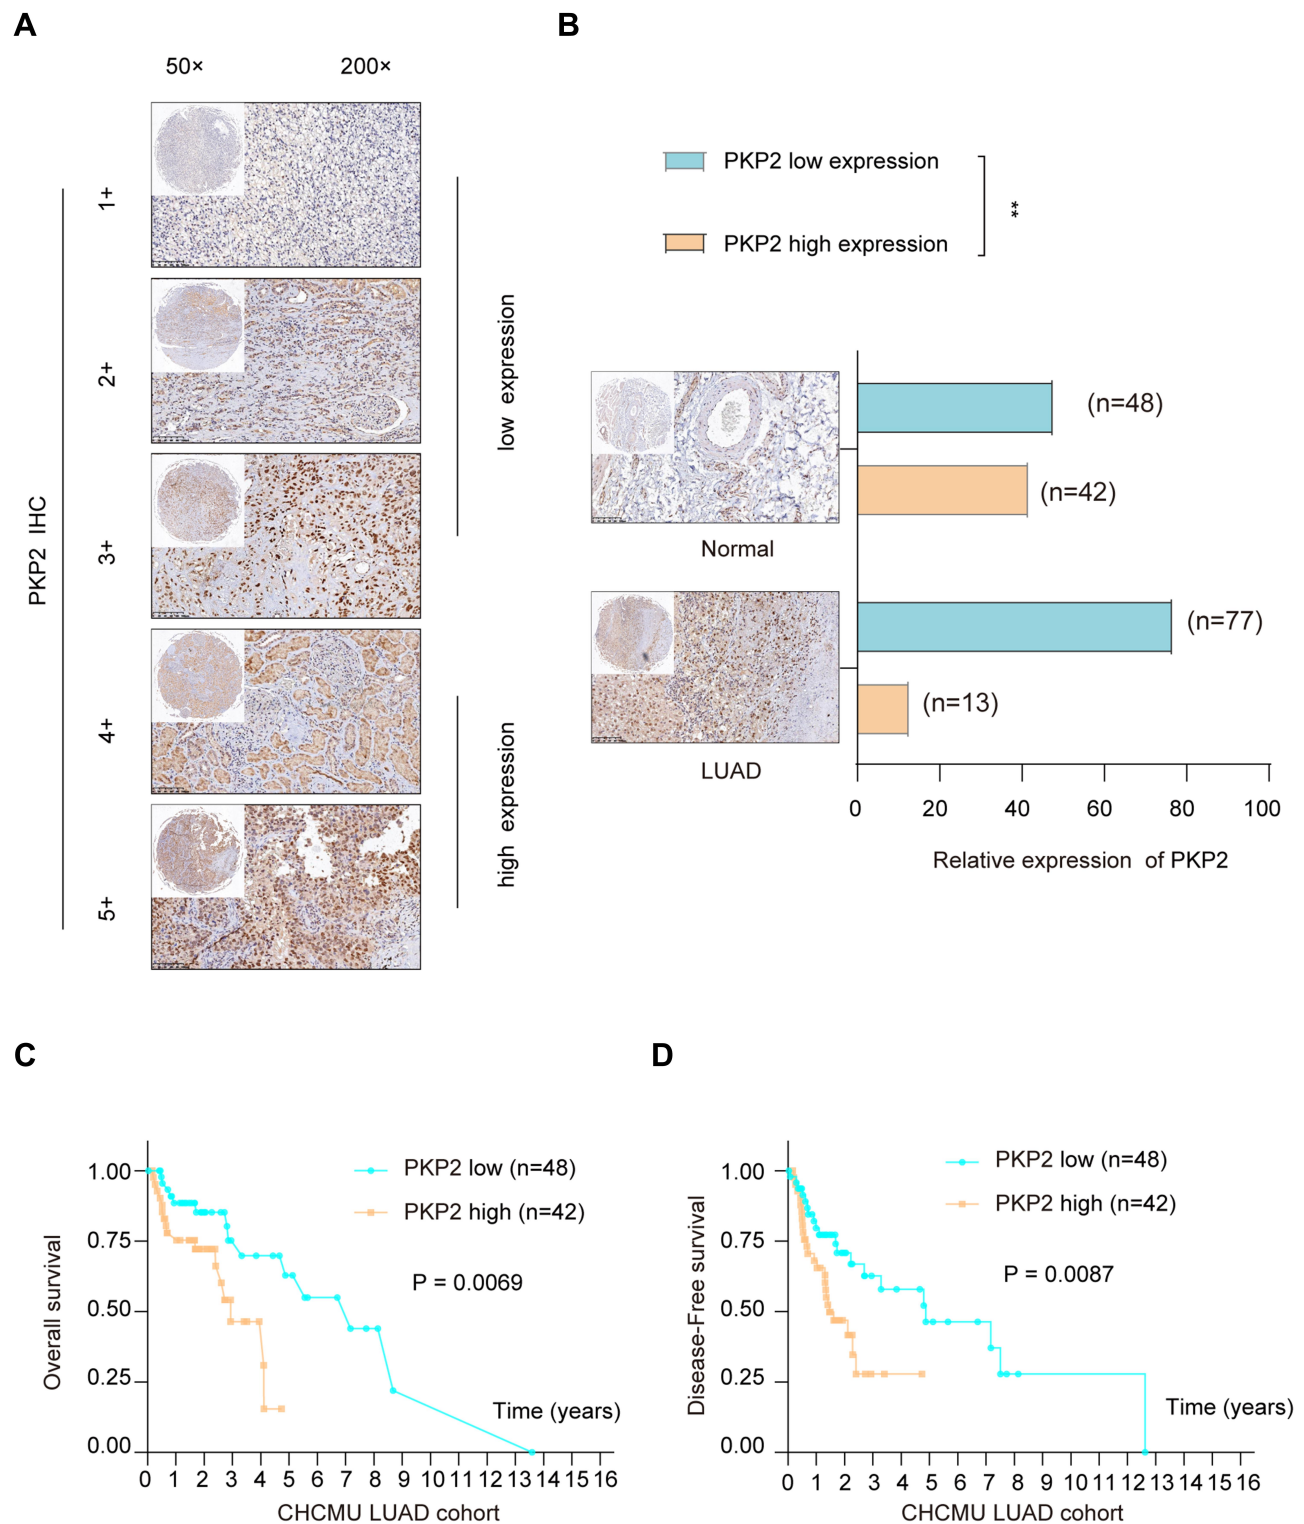 A
50× 200×
PKP2 IHC
1+
2+
3+
4+
5+
low expression
high expression
B
PKP2 low expression
PKP2 high expression
**
(n=48)
(n=42)
Normal
(n=77)
(n=13)
LUAD
0 20 40 60 80 100
Relative expression of PKP2
C
PKP2 low (n=48)
PKP2 high (n=42)
P = 0.0069
Overall survival
1.00
0.75
0.50
0.25
0.00
Time (years)
0 1 2 3 4 5 6 7 8 9 10 11 12 13 14 15 16
CHCMU LUAD cohort
D
PKP2 low (n=48)
PKP2 high (n=42)
P = 0.0087
Disease-Free survival
1.00
0.75
0.50
0.25
0.00
Time (years)
0 1 2 3 4 5 6 7 8 9 10 11 12 13 14 15 16
CHCMU LUAD cohort